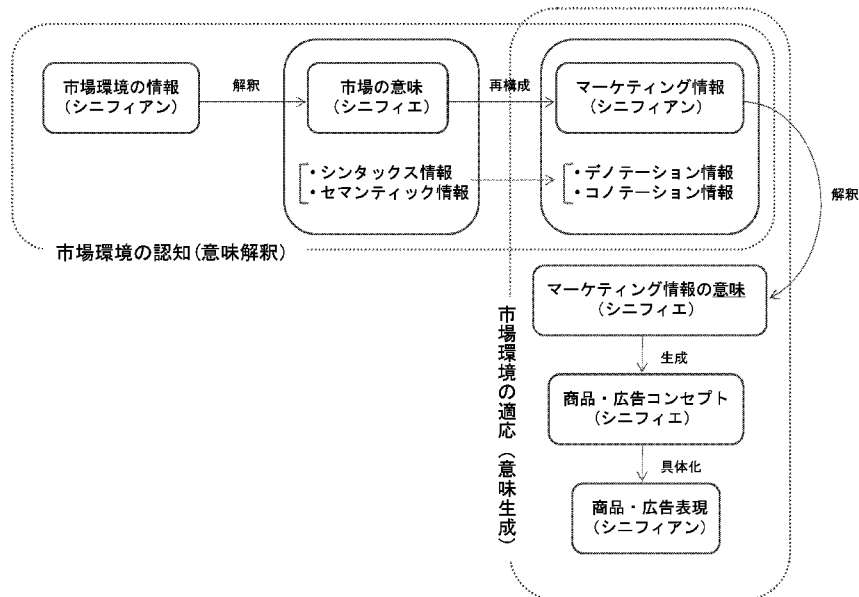 市場環境の情報
(シニフィアン)
解釈
市場の意味
(シニフィエ)
再構成
マーケティング情報
(シニフィアン)
・シンタックス情報
・セマンティック情報
・デノテーション情報
・コノテーション情報
解釈
市場環境の認知(意味解釈)
マーケティング情報の意味
(シニフィエ)
生成
商品・広告コンセプト
(シニフィエ)
具体化
商品・広告表現
(シニフィアン)
市場環境の適応(意味生成)